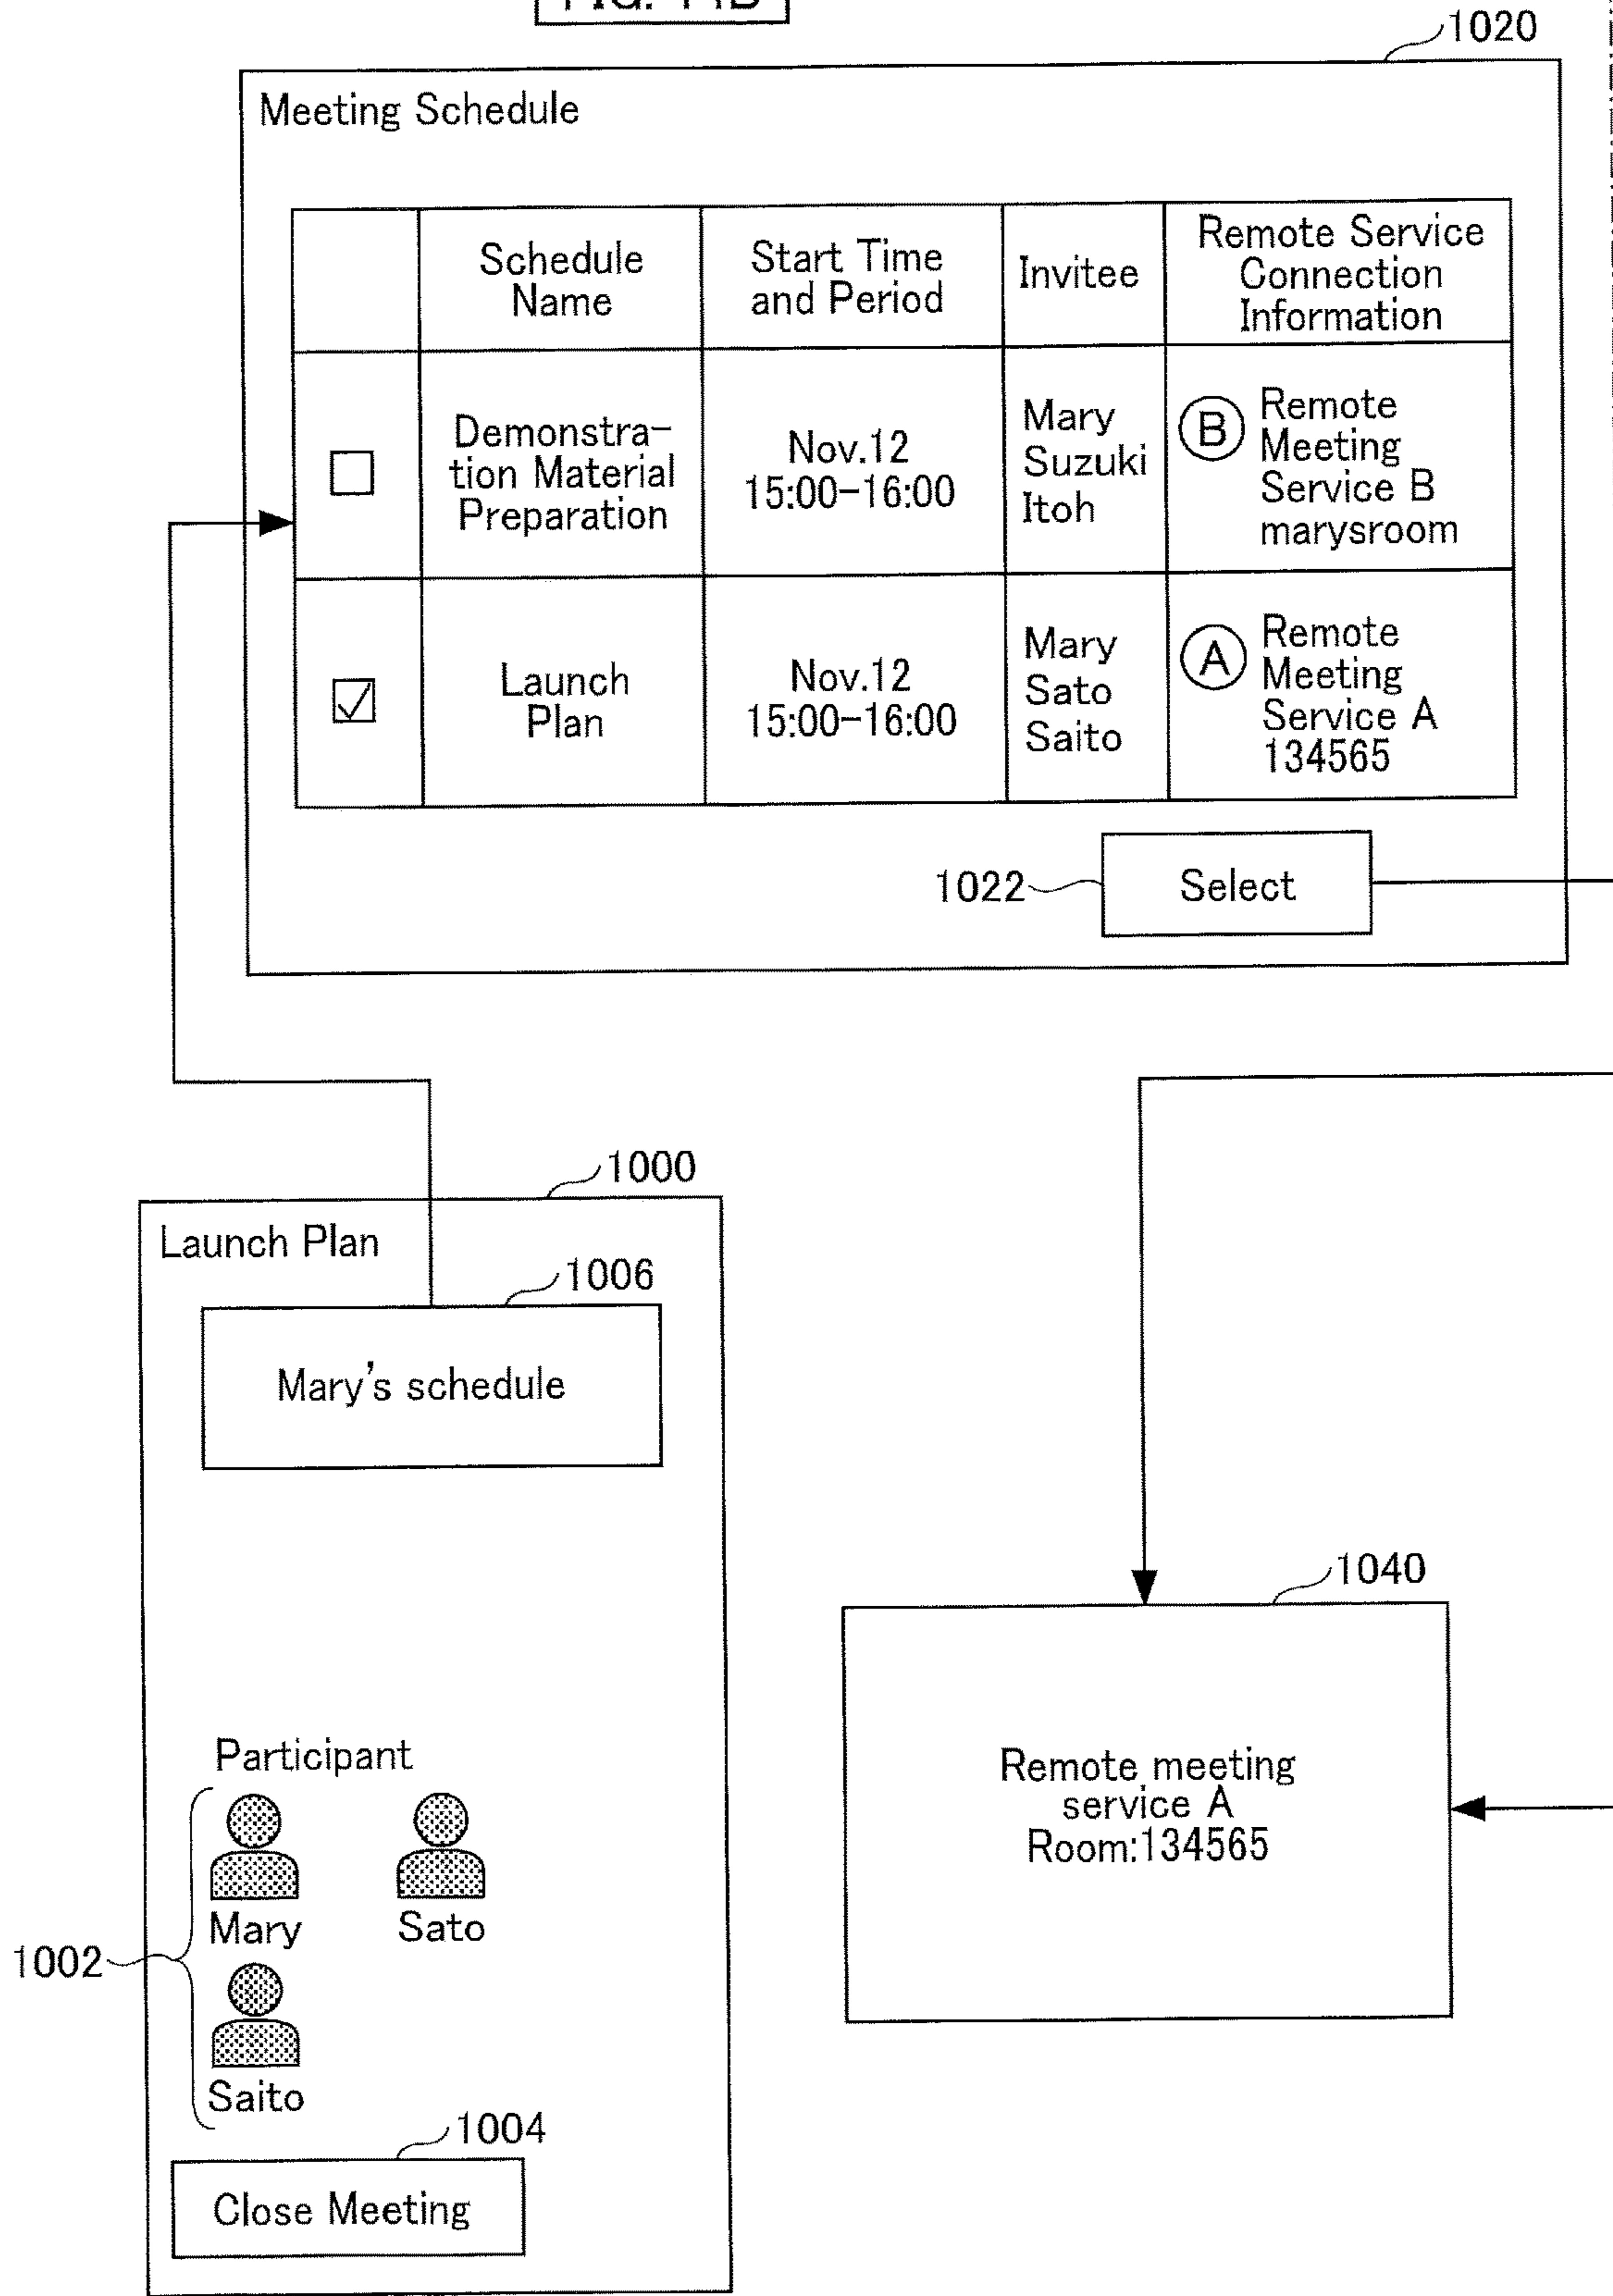 1020
Meeting Schedule
Schedule
Name
Start Time
and Period
Invitee
Remote Service
Connection
Information
Demonstra-
tion Material
Preparation
Nov.12
15:00-16:00
Mary
Suzuki
Itoh
B
Remote
Meeting
Service B
marysroom
Launch
Plan
Nov.12
15:00-16:00
Mary
Sato
Saito
A
Remote
Meeting
Service A
134565
1022
Select
1000
Launch Plan
1006
Mary's schedule
1040
Remote meeting
service A
Room:134565
Participant
Mary
Sato
1002
Saito
1004
Close Meeting